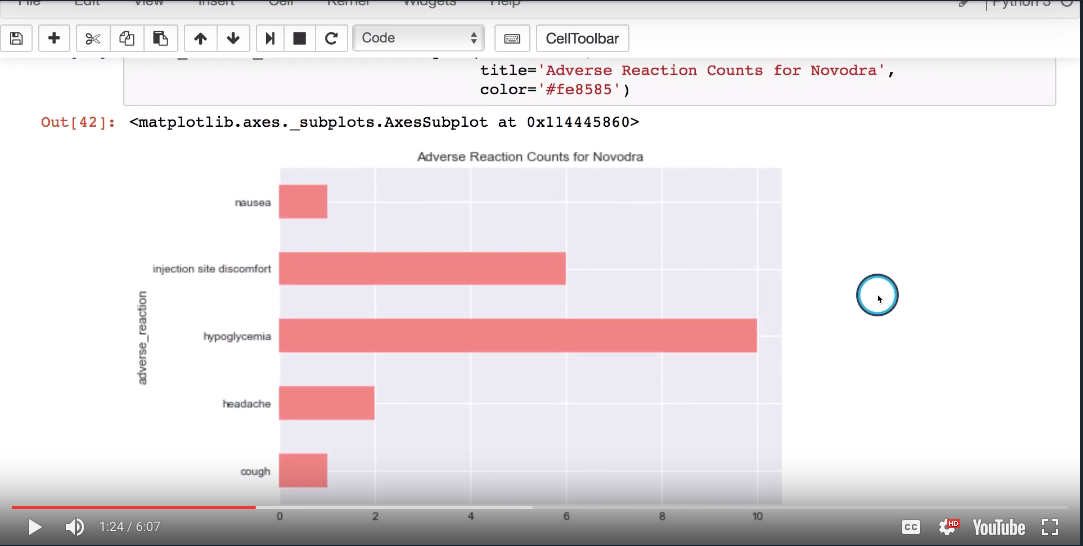 File Edit View Insert Cell Kernel Widgets Help Python 3
Code CellToolbar
title='Adverse Reaction Counts for Novodra',
color='#fe8585')
Out[42]: <matplotlib.axes._subplots.AxesSubplot at 0x114445860>
Adverse Reaction Counts for Novodra
nausea
injection site discomfort
hypoglycemia
adverse_reaction
headache
cough
0 2 4 6 8 10
1:24 / 6:07 CC HD YouTube